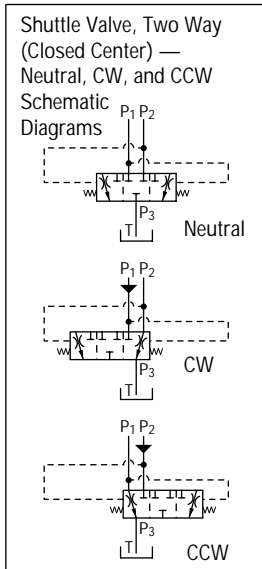 Shuttle Valve, Two Way
(Closed Center) —
Neutral, CW, and CCW
Schematic
Diagrams
P1 P2
P3
T
Neutral
P1 P2
P3
T
CW
P1 P2
P3
T
CCW